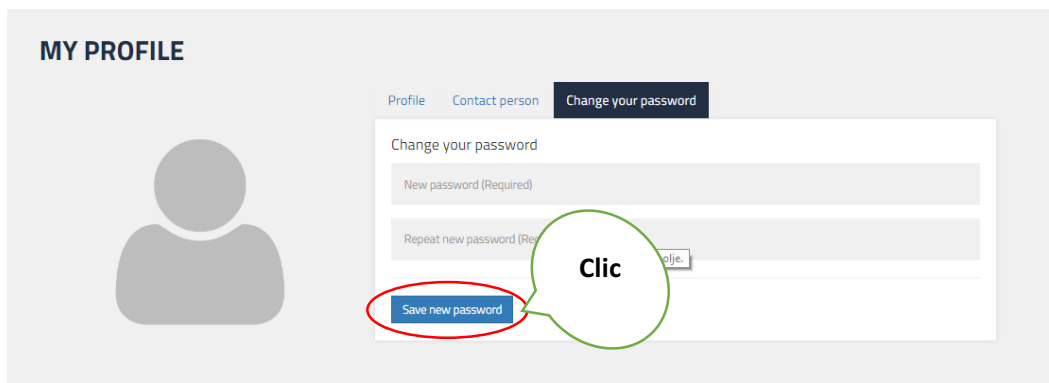 MY PROFILE
Profile Contact person Change your password
Change your password
New password (Required)
Repeat new password
olje.
Clic
Save new password